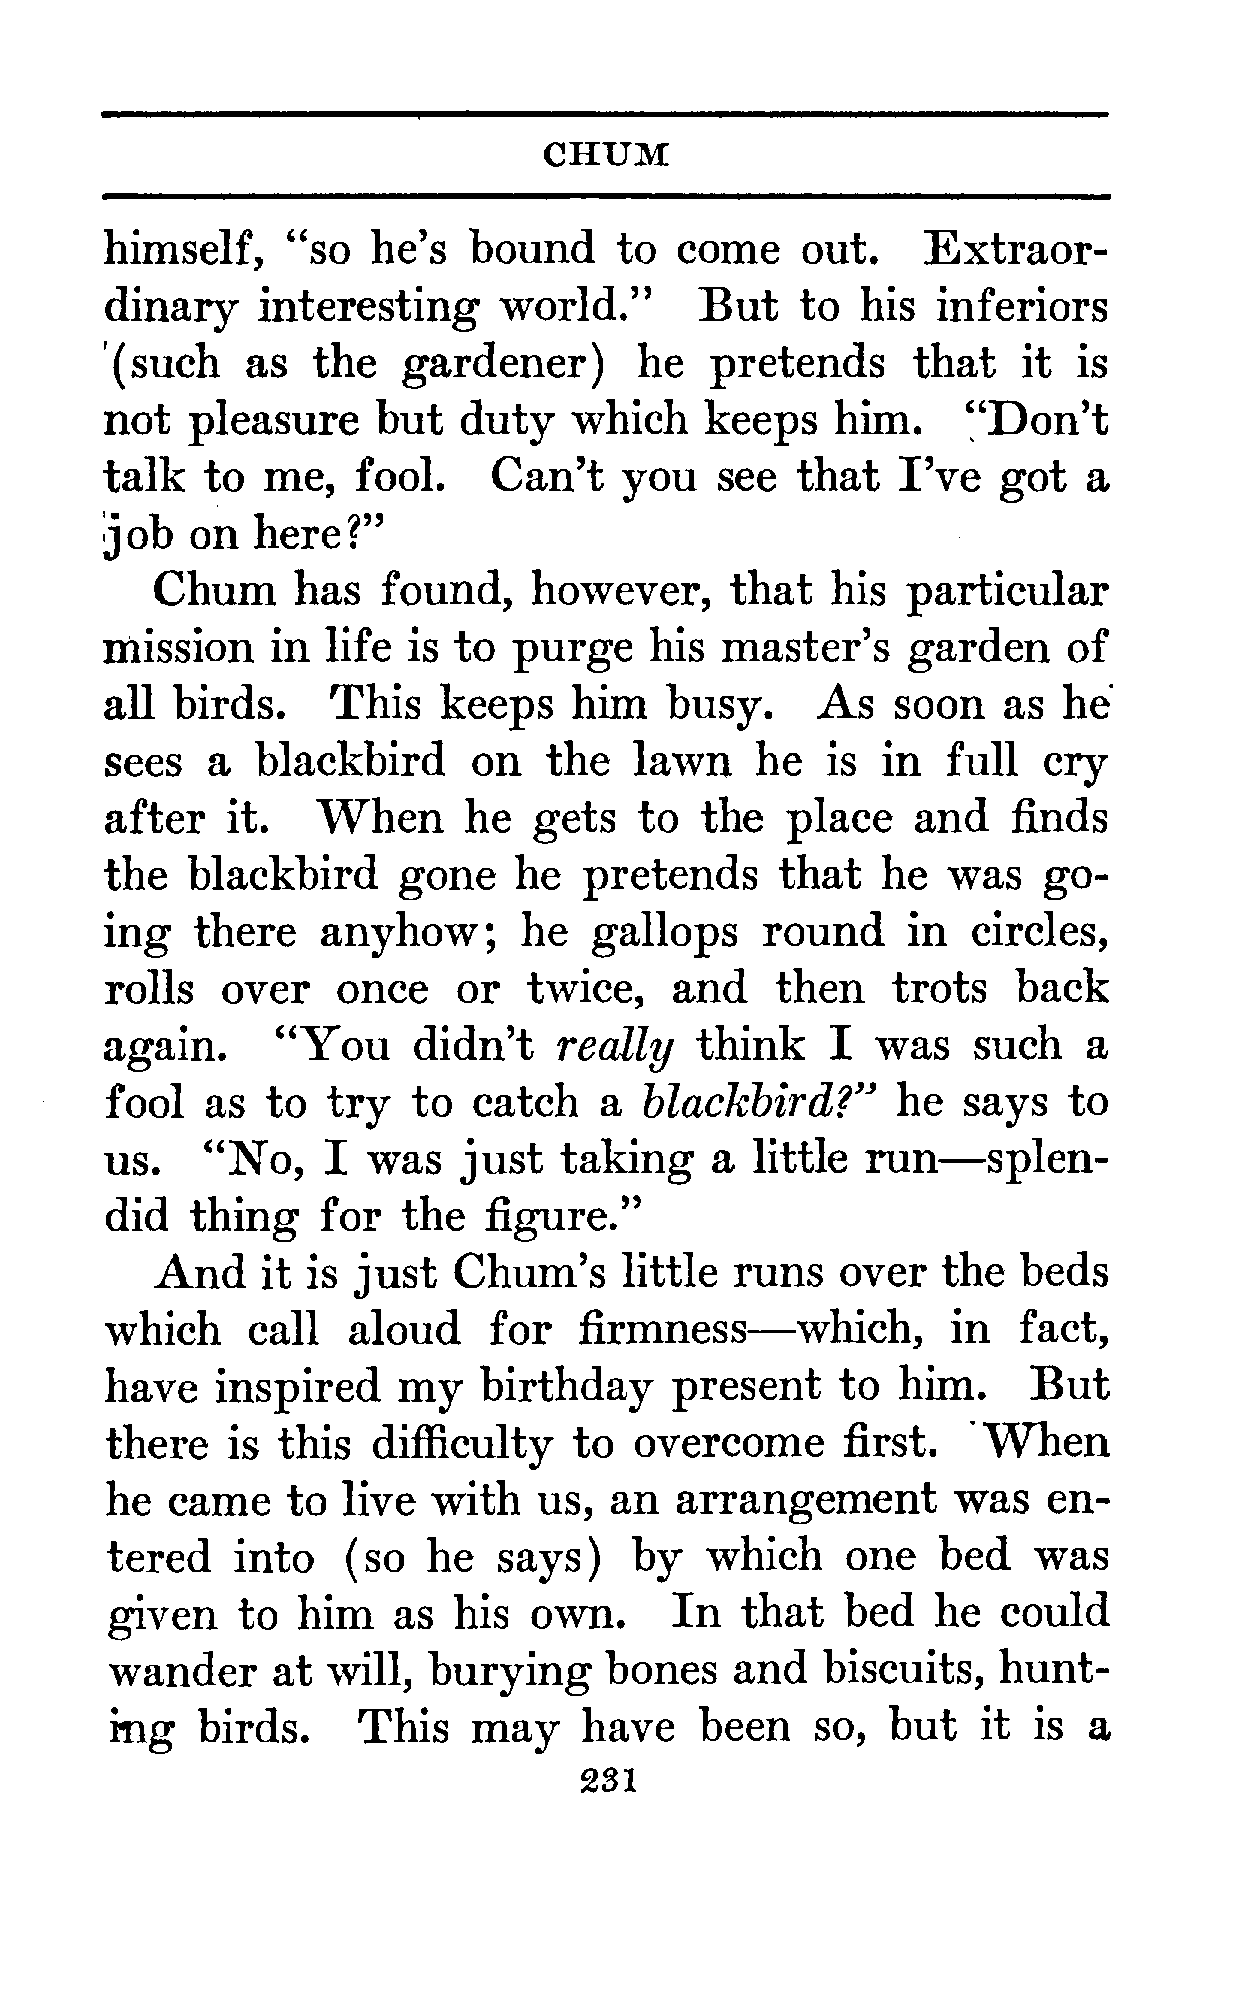 CHUM
himself, “so he’s bound to come out. Extraor-
dinary interesting world.” But to his inferiors
(such as the gardener) he pretends that it is
not pleasure but duty which keeps him. “Don’t
talk to me, fool. Can’t you see that I’ve got a
job on here?”
Chum has found, however, that his particular
mission in life is to purge his master’s garden of
all birds. This keeps him busy. As soon as he
sees a blackbird on the lawn he is in full cry
after it. When he gets to the place and finds
the blackbird gone he pretends that he was go-
ing there anyhow; he gallops round in circles,
rolls over once or twice, and then trots back
again. “You didn’t really think I was such a
fool as to try to catch a blackbird?” he says to
us. “No, I was just taking a little run—splen-
did thing for the figure.”
And it is just Chum’s little runs over the beds
which call aloud for firmness—which, in fact,
have inspired my birthday present to him. But
there is this difficulty to overcome first. When
he came to live with us, an arrangement was en-
tered into (so he says) by which one bed was
given to him as his own. In that bed he could
wander at will, burying bones and biscuits, hunt-
ing birds. This may have been so, but it is a
231